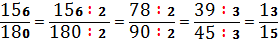 156/180 = 156 : 2/180 : 2 = 78 : 2/90 : 2 = 39 : 3/45 : 3 = 13/15